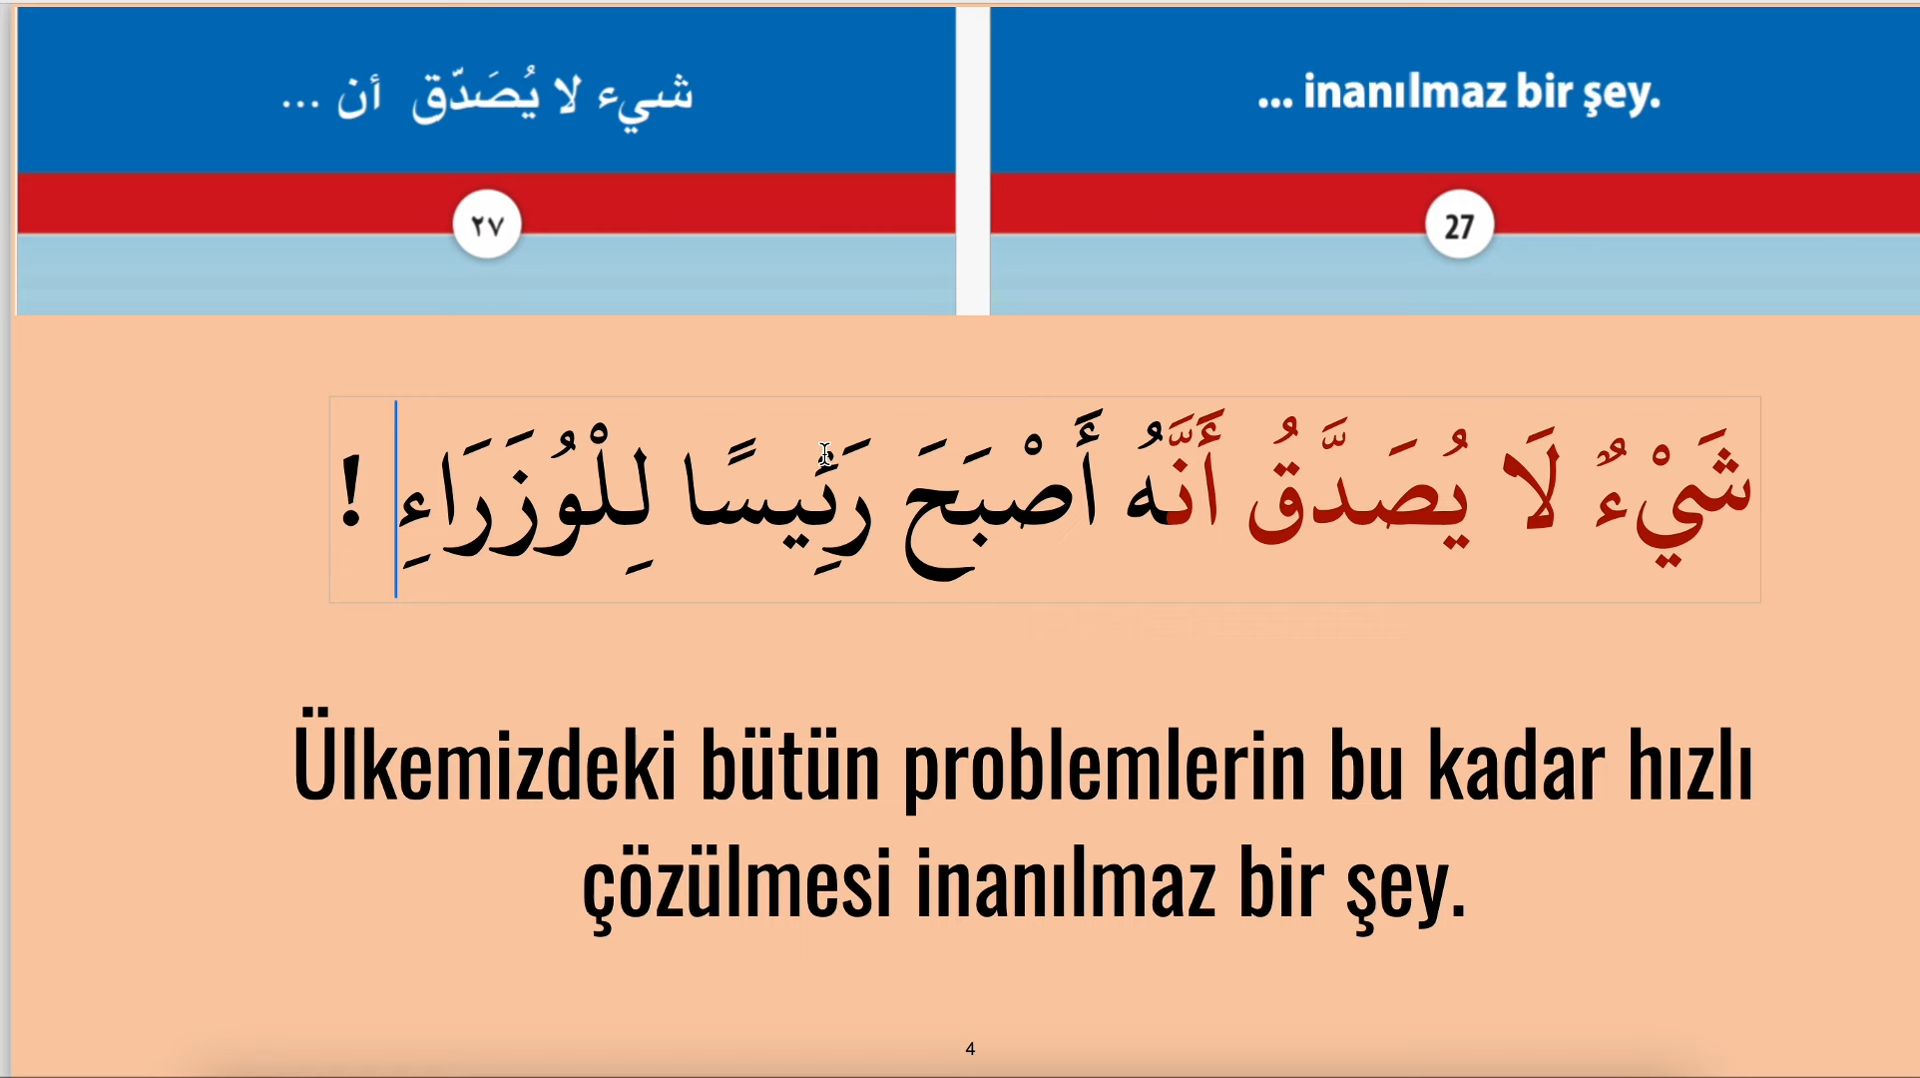 شيء لا يُصَدّق أن ...
... inanılmaz bir şey.
٢٧
27
شَيْءٌ لَا يُصَدَّقُ أَنَّهُ أَصْبَحَ رَئِيسًا لِلْوُزَرَاءِ !
Ülkemizdeki bütün problemlerin bu kadar hızlı
çözülmesi inanılmaz bir şey.
4